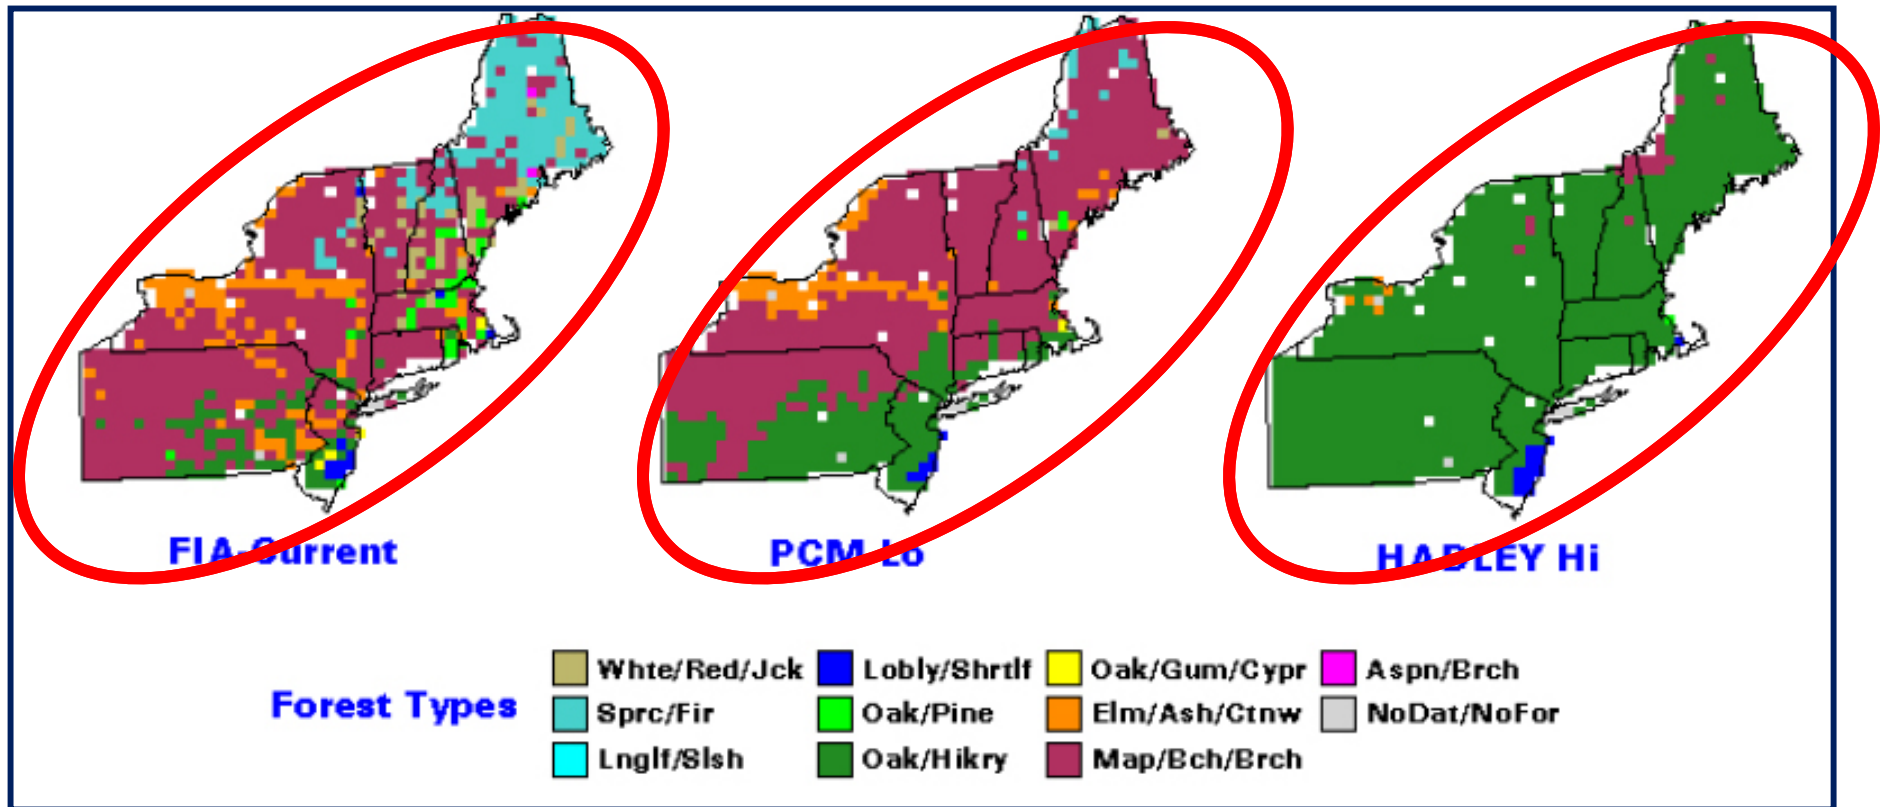 FIA-Current
PCM Lo
HADLEY Hi
Forest Types
Whte/Red/Jck
Lobly/Shrtlf
Oak/Gum/Cypr
Aspn/Brch
Sprc/Fir
Oak/Pine
Elm/Ash/Ctnw
NoDat/NoFor
Lnglf/Slsh
Oak/Hikry
Map/Bch/Brch